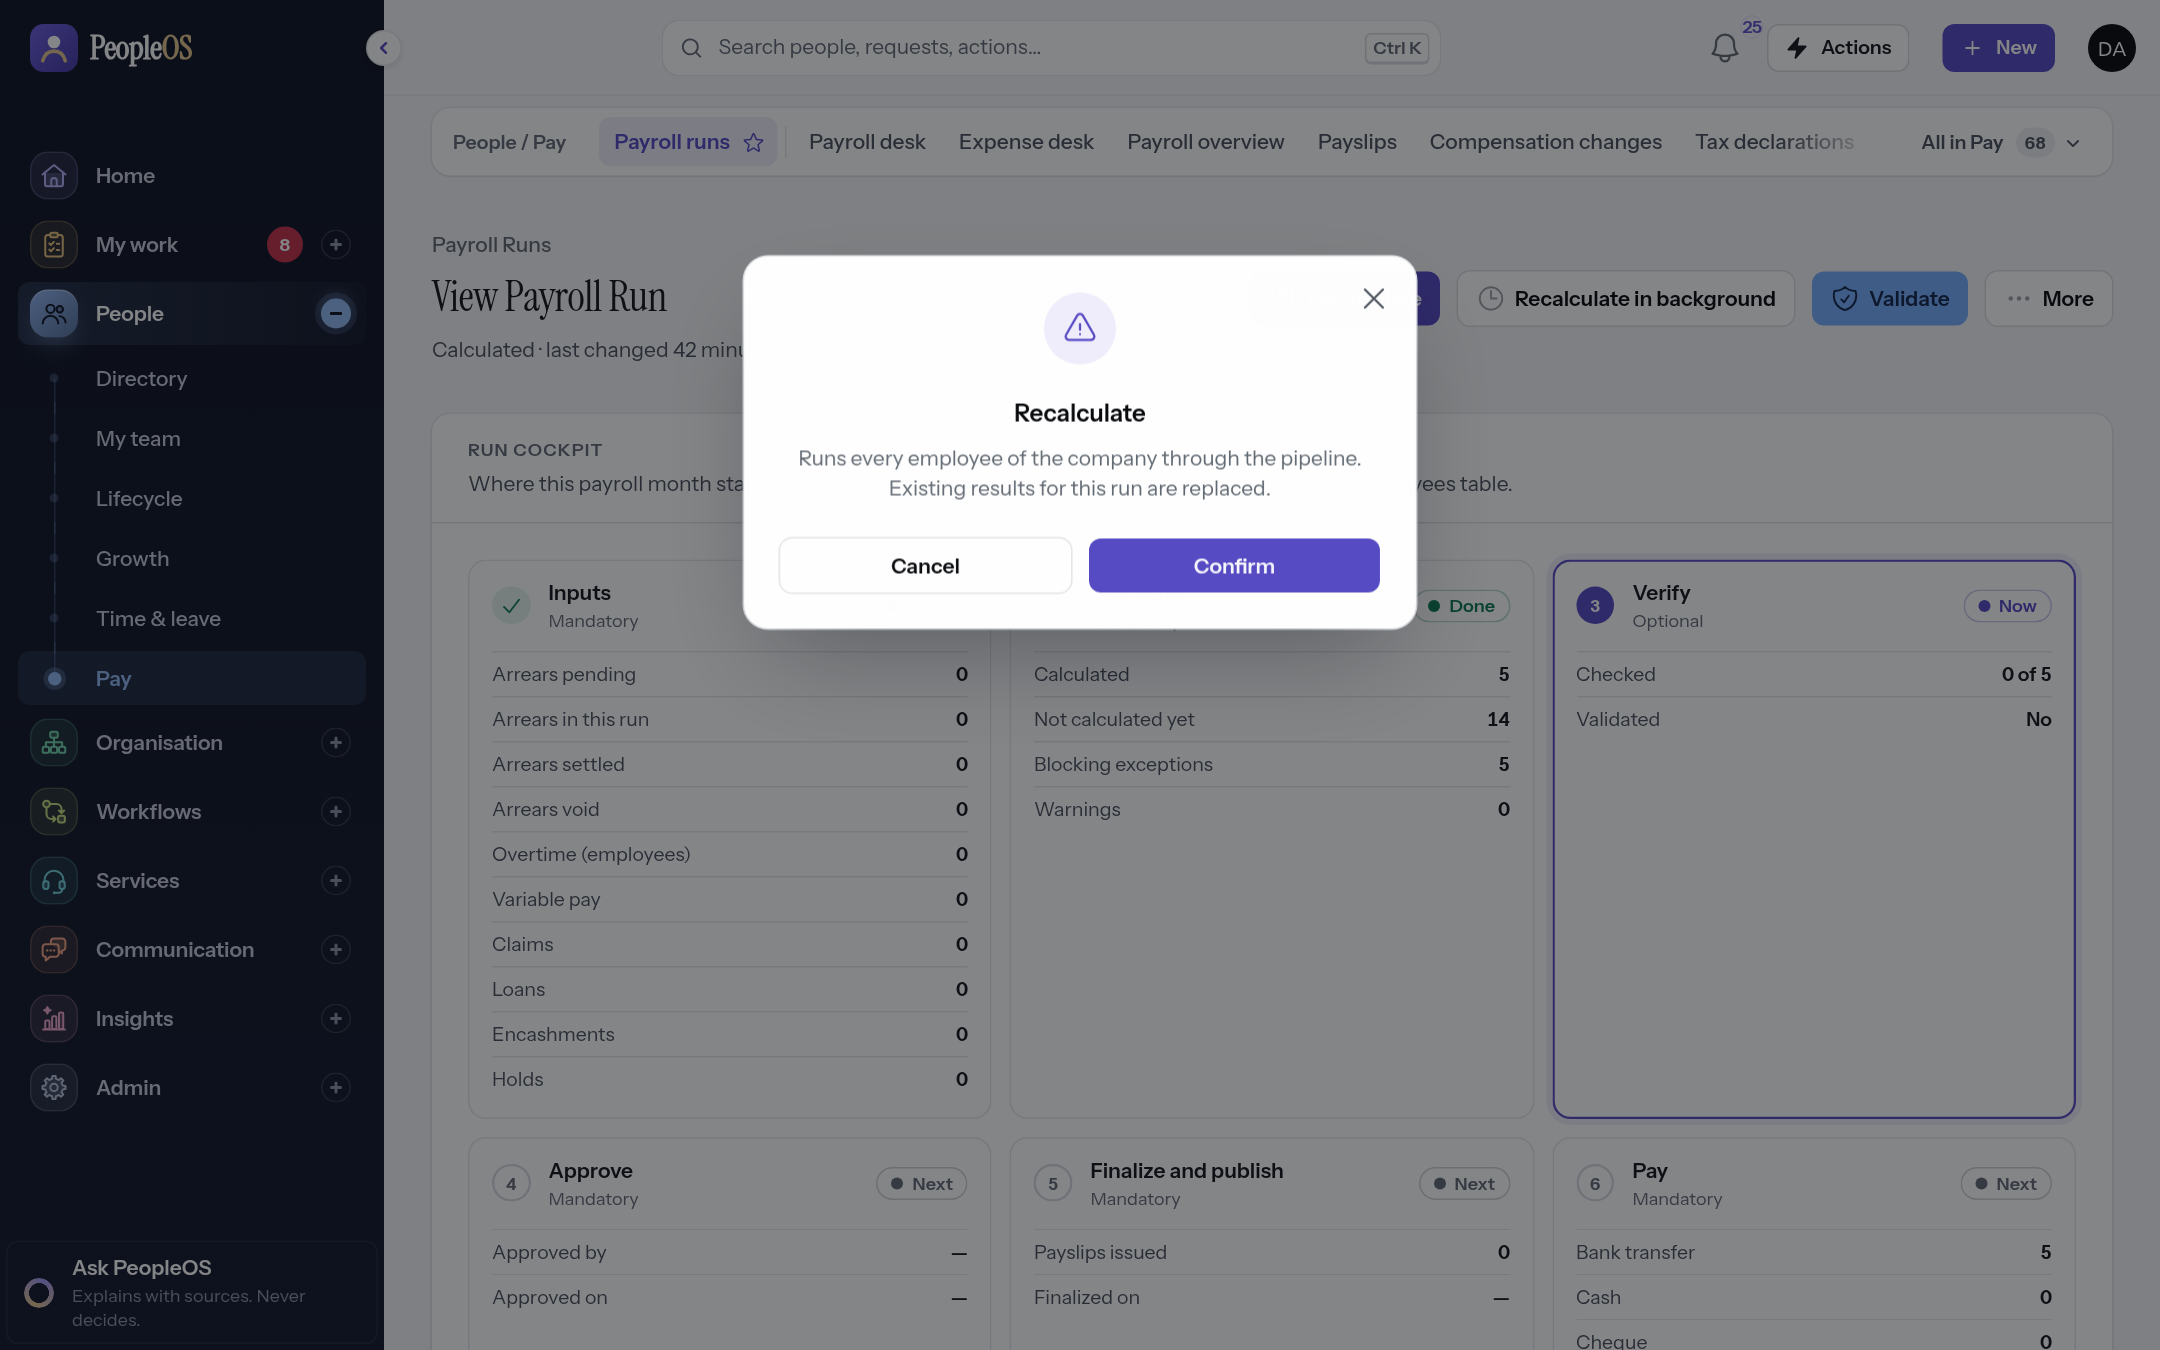 PeopleOS
Search people, requests, actions...
Ctrl K
25
Actions
New
DA
Home
My work
8
People
Directory
My team
Lifecycle
Growth
Time & leave
Pay
Organisation
Workflows
Services
Communication
Insights
Admin
Ask PeopleOS
Explains with sources. Never
decides.
People / Pay
Payroll runs
Payroll desk
Expense desk
Payroll overview
Payslips
Compensation changes
Tax declarations
All in Pay
68
Payroll Runs
View Payroll Run
Recalculate in background
Validate
More
Calculated · last changed 42
RUN COCKPIT
Where this payroll month
table.
Recalculate
Runs every employee of the company through the pipeline.
Existing results for this run are replaced.
Cancel
Confirm
Inputs
Mandatory
Arrears pending 0
Arrears in this run 0
Arrears settled 0
Arrears void 0
Overtime (employees) 0
Variable pay 0
Claims 0
Loans 0
Encashments 0
Holds 0
Done
Calculated 5
Not calculated yet 14
Blocking exceptions 5
Warnings 0
3
Verify
Optional
Now
Checked 0 of 5
Validated No
4
Approve
Mandatory
Next
Approved by —
Approved on —
5
Finalize and publish
Mandatory
Next
Payslips issued 0
Finalized on —
6
Pay
Mandatory
Next
Bank transfer 5
Cash 0
Cheque 0